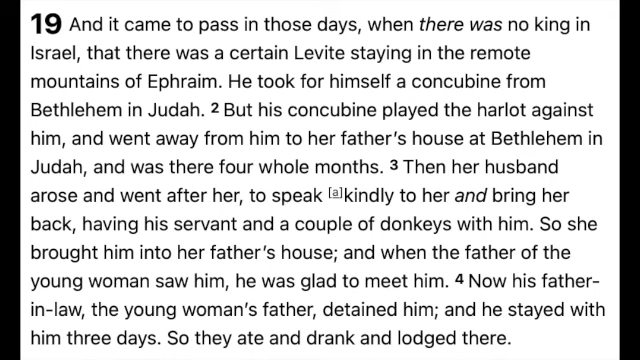 19 And it came to pass in those days, when there was no king in
Israel, that there was a certain Levite staying in the remote
mountains of Ephraim. He took for himself a concubine from
Bethlehem in Judah. 2 But his concubine played the harlot against
him, and went away from him to her father’s house at Bethlehem in
Judah, and was there four whole months. 3 Then her husband
arose and went after her, to speak [a]kindly to her and bring her
back, having his servant and a couple of donkeys with him. So she
brought him into her father’s house; and when the father of the
young woman saw him, he was glad to meet him. 4 Now his father-
in-law, the young woman’s father, detained him; and he stayed with
him three days. So they ate and drank and lodged there.